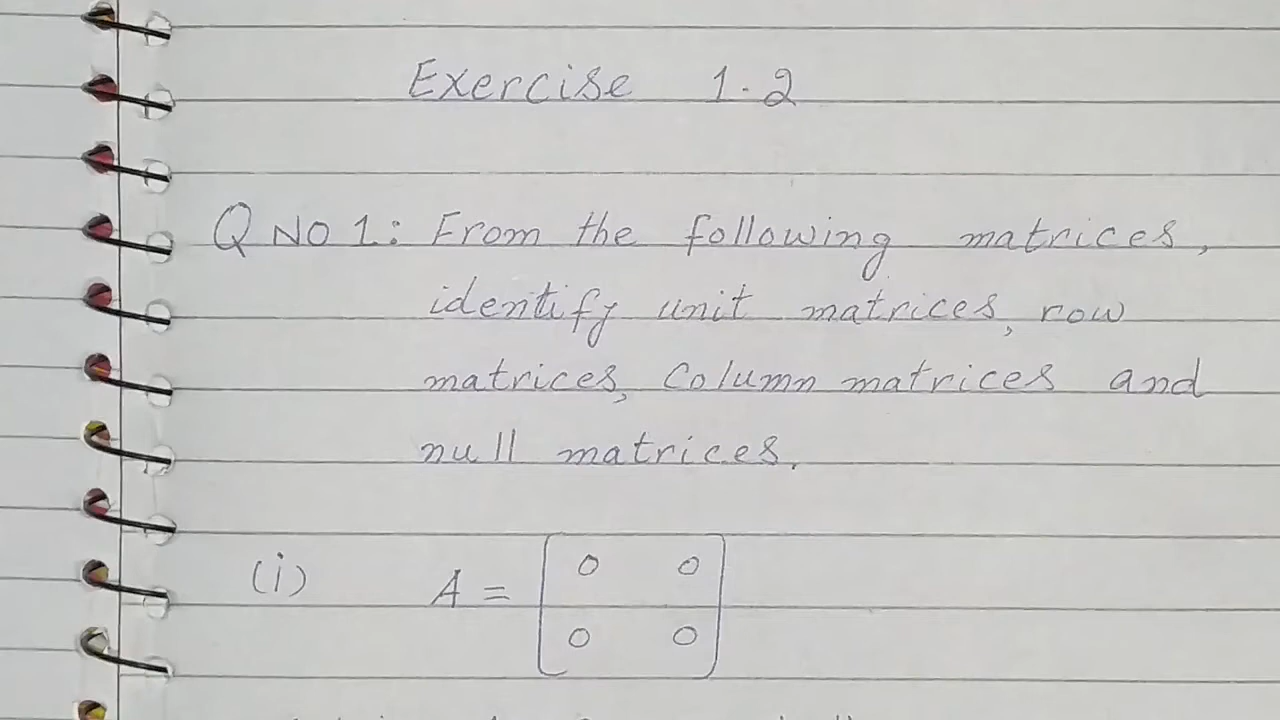 Exercise 1.2
Q NO 1: From the following matrices,
identify unit matrices, row
matrices, Column matrices and
null matrices.
(i) A = [0 0
0 0]